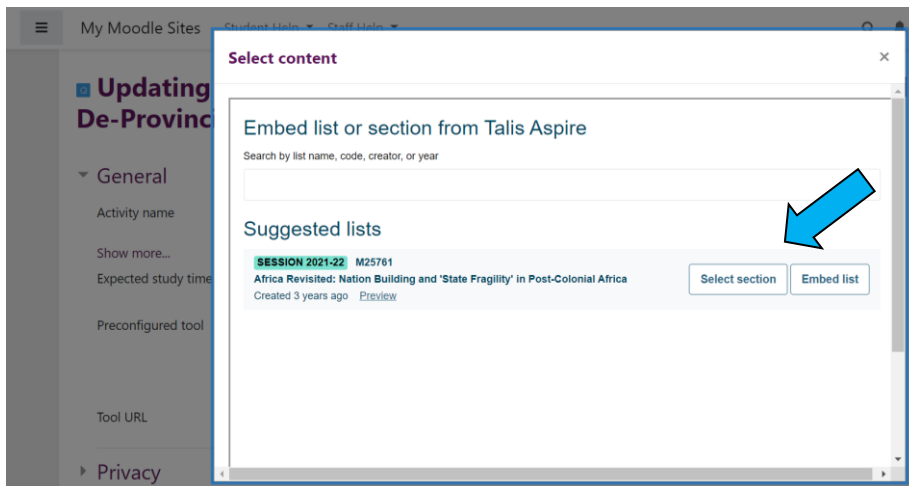 My Moodle Sites Student Help Staff Help
Select content
Updating
De-Provinc
General
Activity name
Show more...
Expected study time
Preconfigured tool
Tool URL
Privacy
Embed list or section from Talis Aspire
Search by list name, code, creator, or year
Suggested lists
SESSION 2021-22 M25761
Africa Revisited: Nation Building and 'State Fragility' in Post-Colonial Africa
Created 3 years ago Preview
Select section Embed list